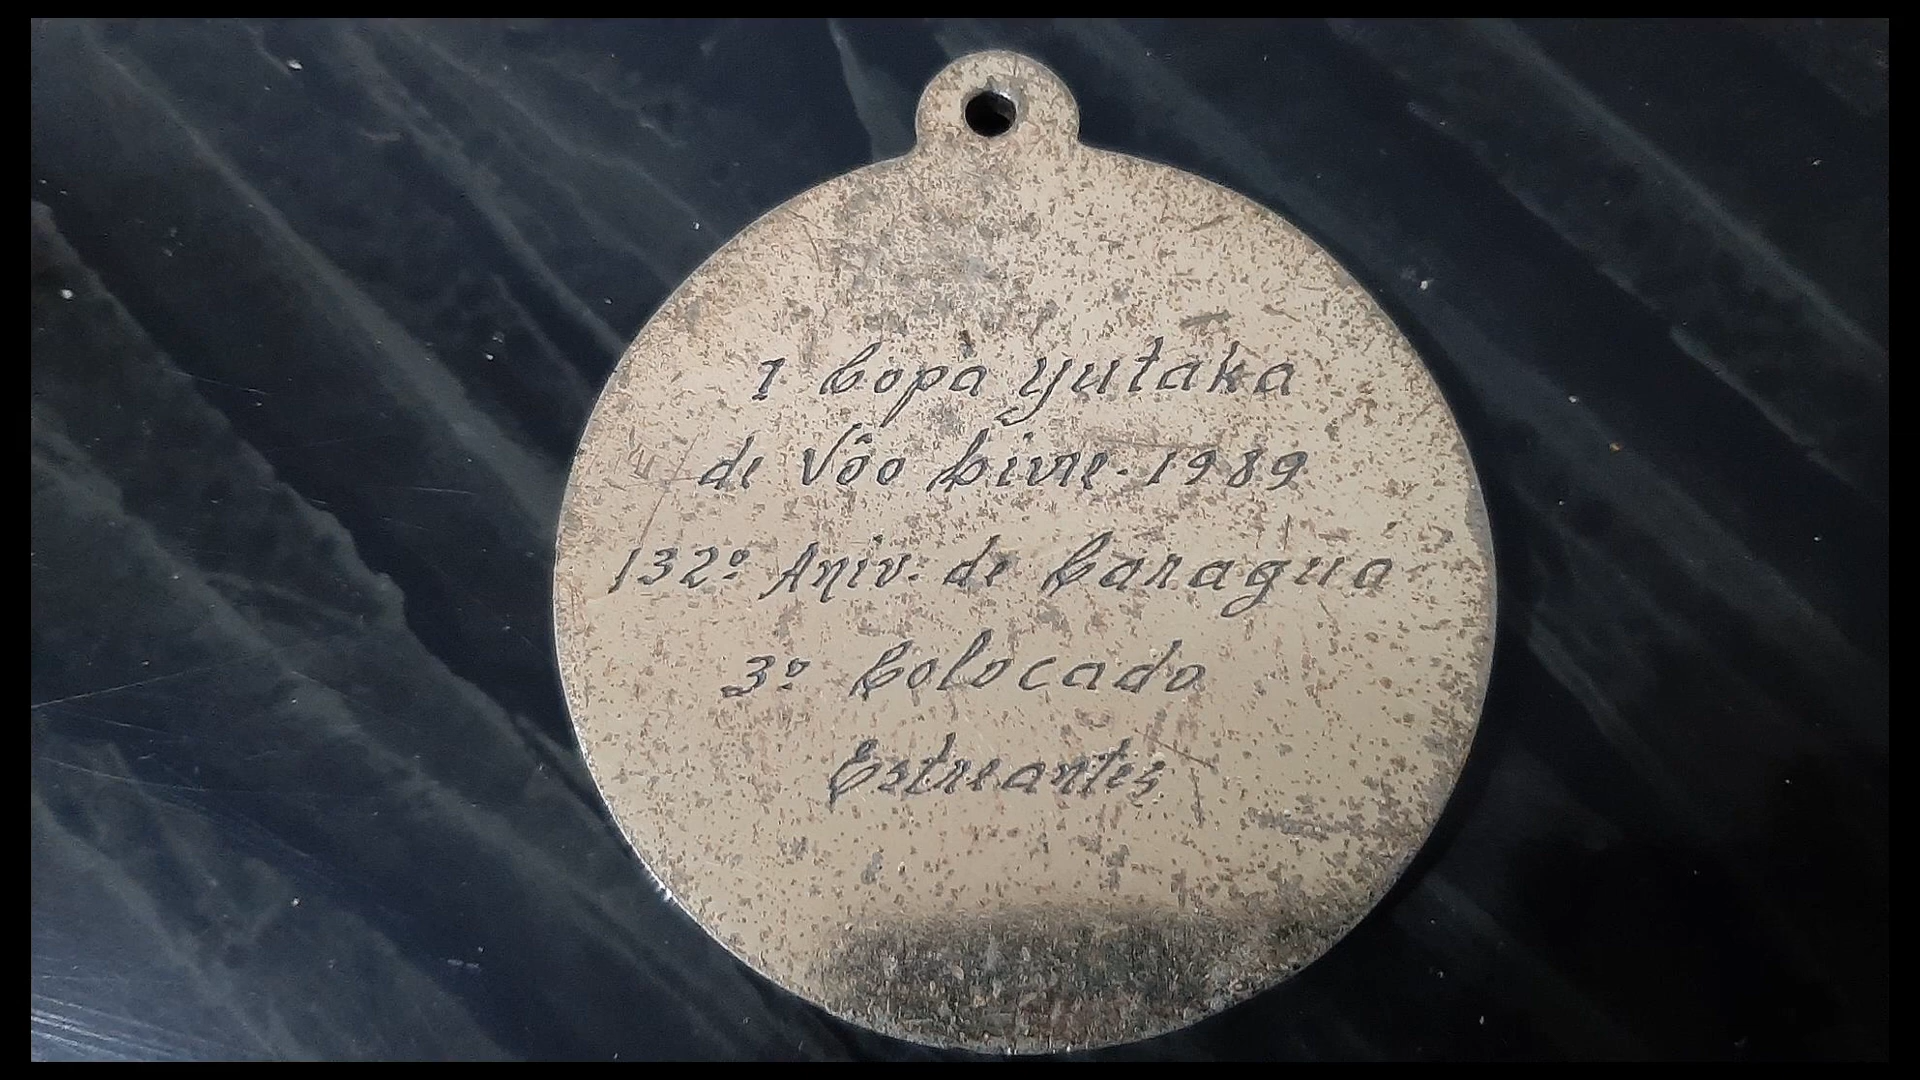 I Copa Yutaka
de Vôo Livre - 1989
132º Aniv. de Caraguá
3º Colocado
Estreantes